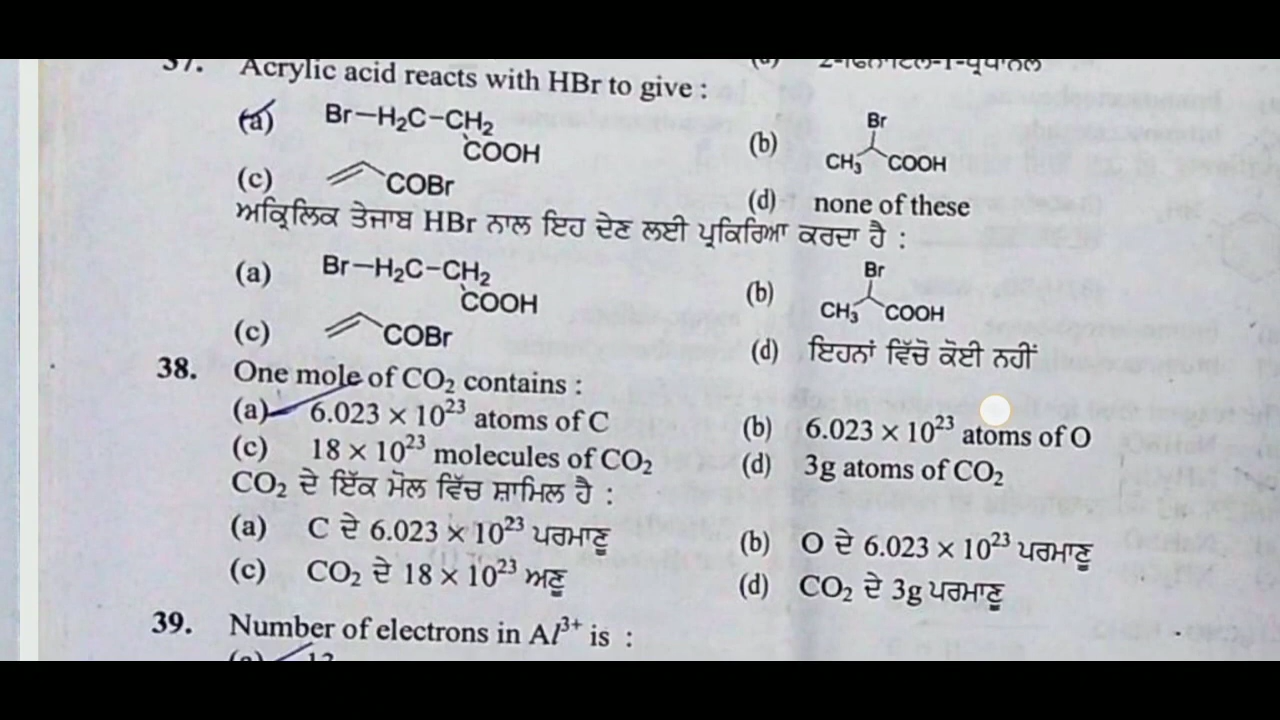 37. Acrylic acid reacts with HBr to give :
(a) Br—H₂C—CH₂
COOH
(b) Br
CH₃ COOH
(c) COBr
(d) none of these
ਅਕ੍ਰਿਲਿਕ ਤੇਜਾਬ HBr ਨਾਲ ਇਹ ਦੇਣ ਲਈ ਪ੍ਰਕਿਰਿਆ ਕਰਦਾ ਹੈ :
(a) Br—H₂C—CH₂
COOH
(b) Br
CH₃ COOH
(c) COBr
(d) ਇਹਨਾਂ ਵਿੱਚੋ ਕੋਈ ਨਹੀਂ
38. One mole of CO₂ contains :
(a) 6.023 × 10²³ atoms of C
(b) 6.023 × 10²³ atoms of O
(c) 18 × 10²³ molecules of CO₂
(d) 3g atoms of CO₂
CO₂ ਦੇ ਇੱਕ ਮੋਲ ਵਿੱਚ ਸ਼ਾਮਿਲ ਹੈ :
(a) C ਦੇ 6.023 × 10²³ ਪਰਮਾਣੂ
(b) O ਦੇ 6.023 × 10²³ ਪਰਮਾਣੂ
(c) CO₂ ਦੇ 18 × 10²³ ਅਣੂ
(d) CO₂ ਦੇ 3g ਪਰਮਾਣੂ
39. Number of electrons in Al³⁺ is :